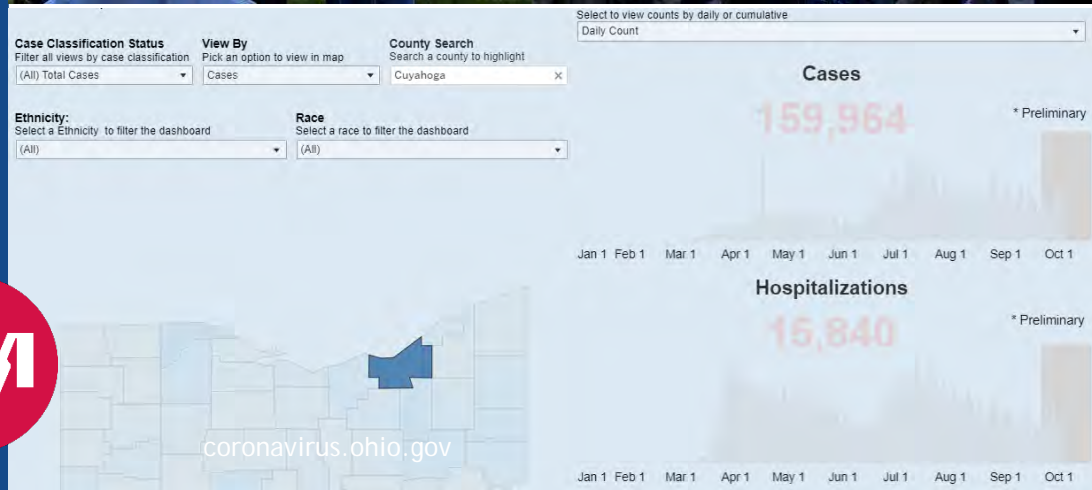 Select to view counts by daily or cumulative
Daily Count
Case Classification Status
Filter all views by case classification
(All) Total Cases
View By
Pick an option to view in map
Cases
County Search
Search a county to highlight
Cuyahoga
Ethnicity:
Select a Ethnicity to filter the dashboard
(All)
Race
Select a race to filter the dashboard
(All)
Cases
159,964
* Preliminary
Jan 1 Feb 1 Mar 1 Apr 1 May 1 Jun 1 Jul 1 Aug 1 Sep 1 Oct 1
Hospitalizations
15,840
* Preliminary
Jan 1 Feb 1 Mar 1 Apr 1 May 1 Jun 1 Jul 1 Aug 1 Sep 1 Oct 1
coronavirus.ohio.gov